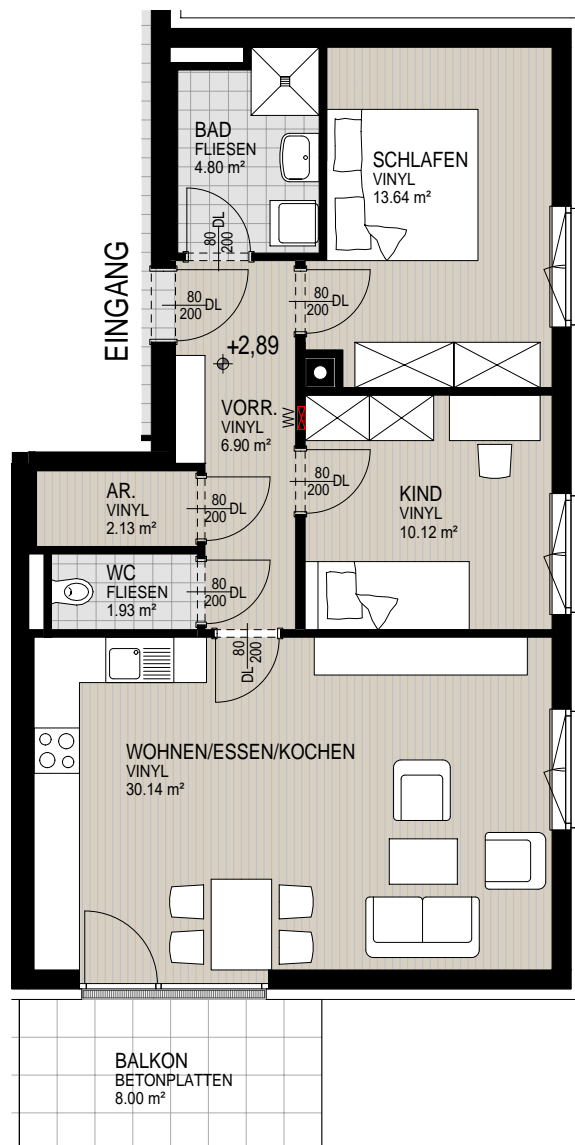 BAD
FLIESEN
4.80 m²
SCHLAFEN
VINYL
13.64 m²
80
200
DL
EINGANG
80
200
DL
80
200
DL
+2,89
VORR.
VINYL
6.90 m²
AR.
VINYL
2.13 m²
80
200
DL
80
200
DL
KIND
VINYL
10.12 m²
WC
FLIESEN
1.93 m²
80
200
DL
80
200
DL
WOHNEN/ESSEN/KOCHEN
VINYL
30.14 m²
BALKON
BETONPLATTEN
8.00 m²